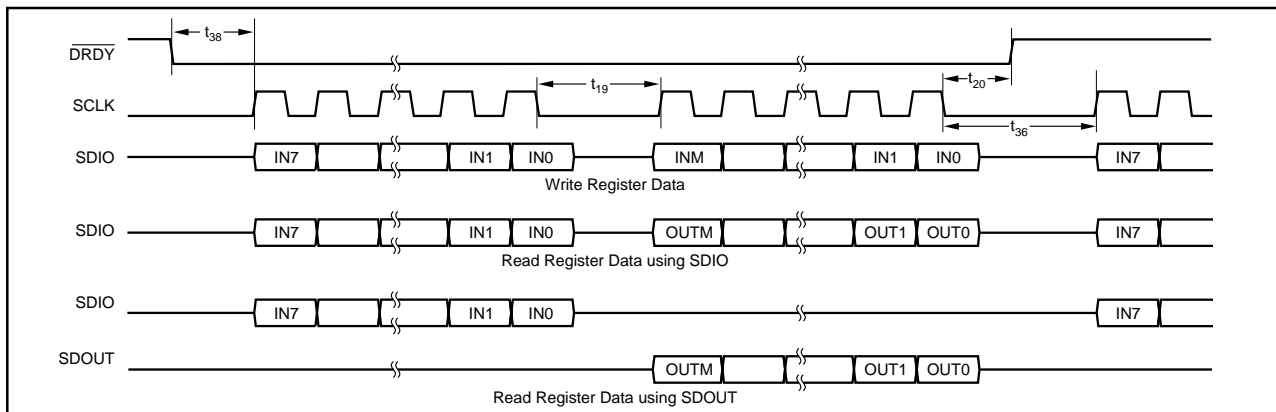 DRDY t38
SCLK t19 t20 t36
SDIO IN7 IN1 IN0 INM IN1 IN0 IN7
Write Register Data
SDIO IN7 IN1 IN0 OUTM OUT1 OUT0 IN7
Read Register Data using SDIO
SDIO IN7 IN1 IN0 IN7
SDOUT OUTM OUT1 OUT0
Read Register Data using SDOUT